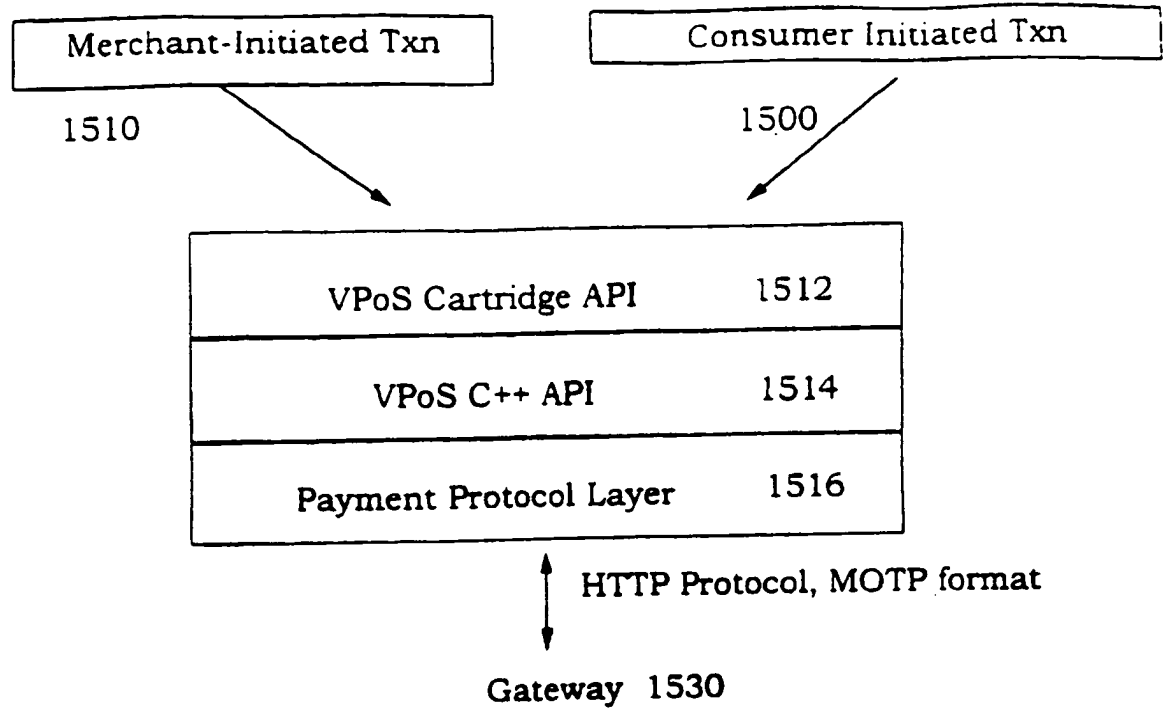 Merchant-Initiated Txn
Consumer Initiated Txn
1510
1500
VPoS Cartridge API 1512
VPoS C++ API 1514
Payment Protocol Layer 1516
HTTP Protocol, MOTP format
Gateway 1530